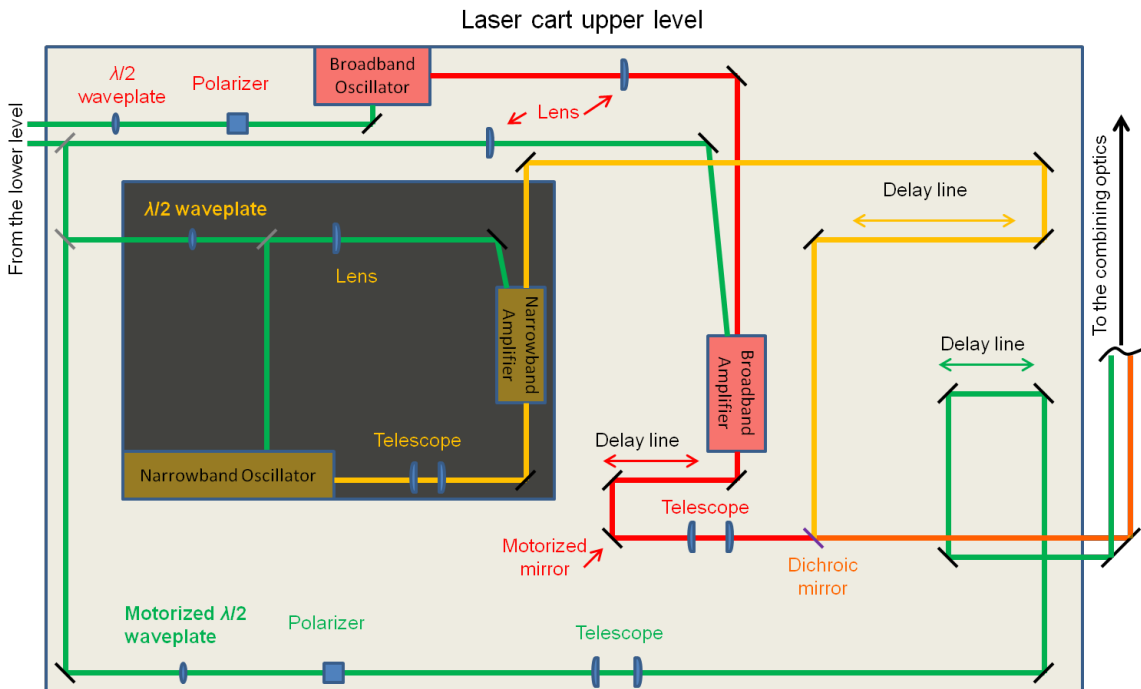 Laser cart upper level
λ/2
waveplate
Polarizer
Broadband
Oscillator
Lens
From the lower level
λ/2 waveplate
Lens
Narrowband
Amplifier
Delay line
To the combining optics
Delay line
Broadband
Amplifier
Telescope
Delay line
Narrowband Oscillator
Telescope
Motorized
mirror
Dichroic
mirror
Motorized λ/2
waveplate
Polarizer
Telescope